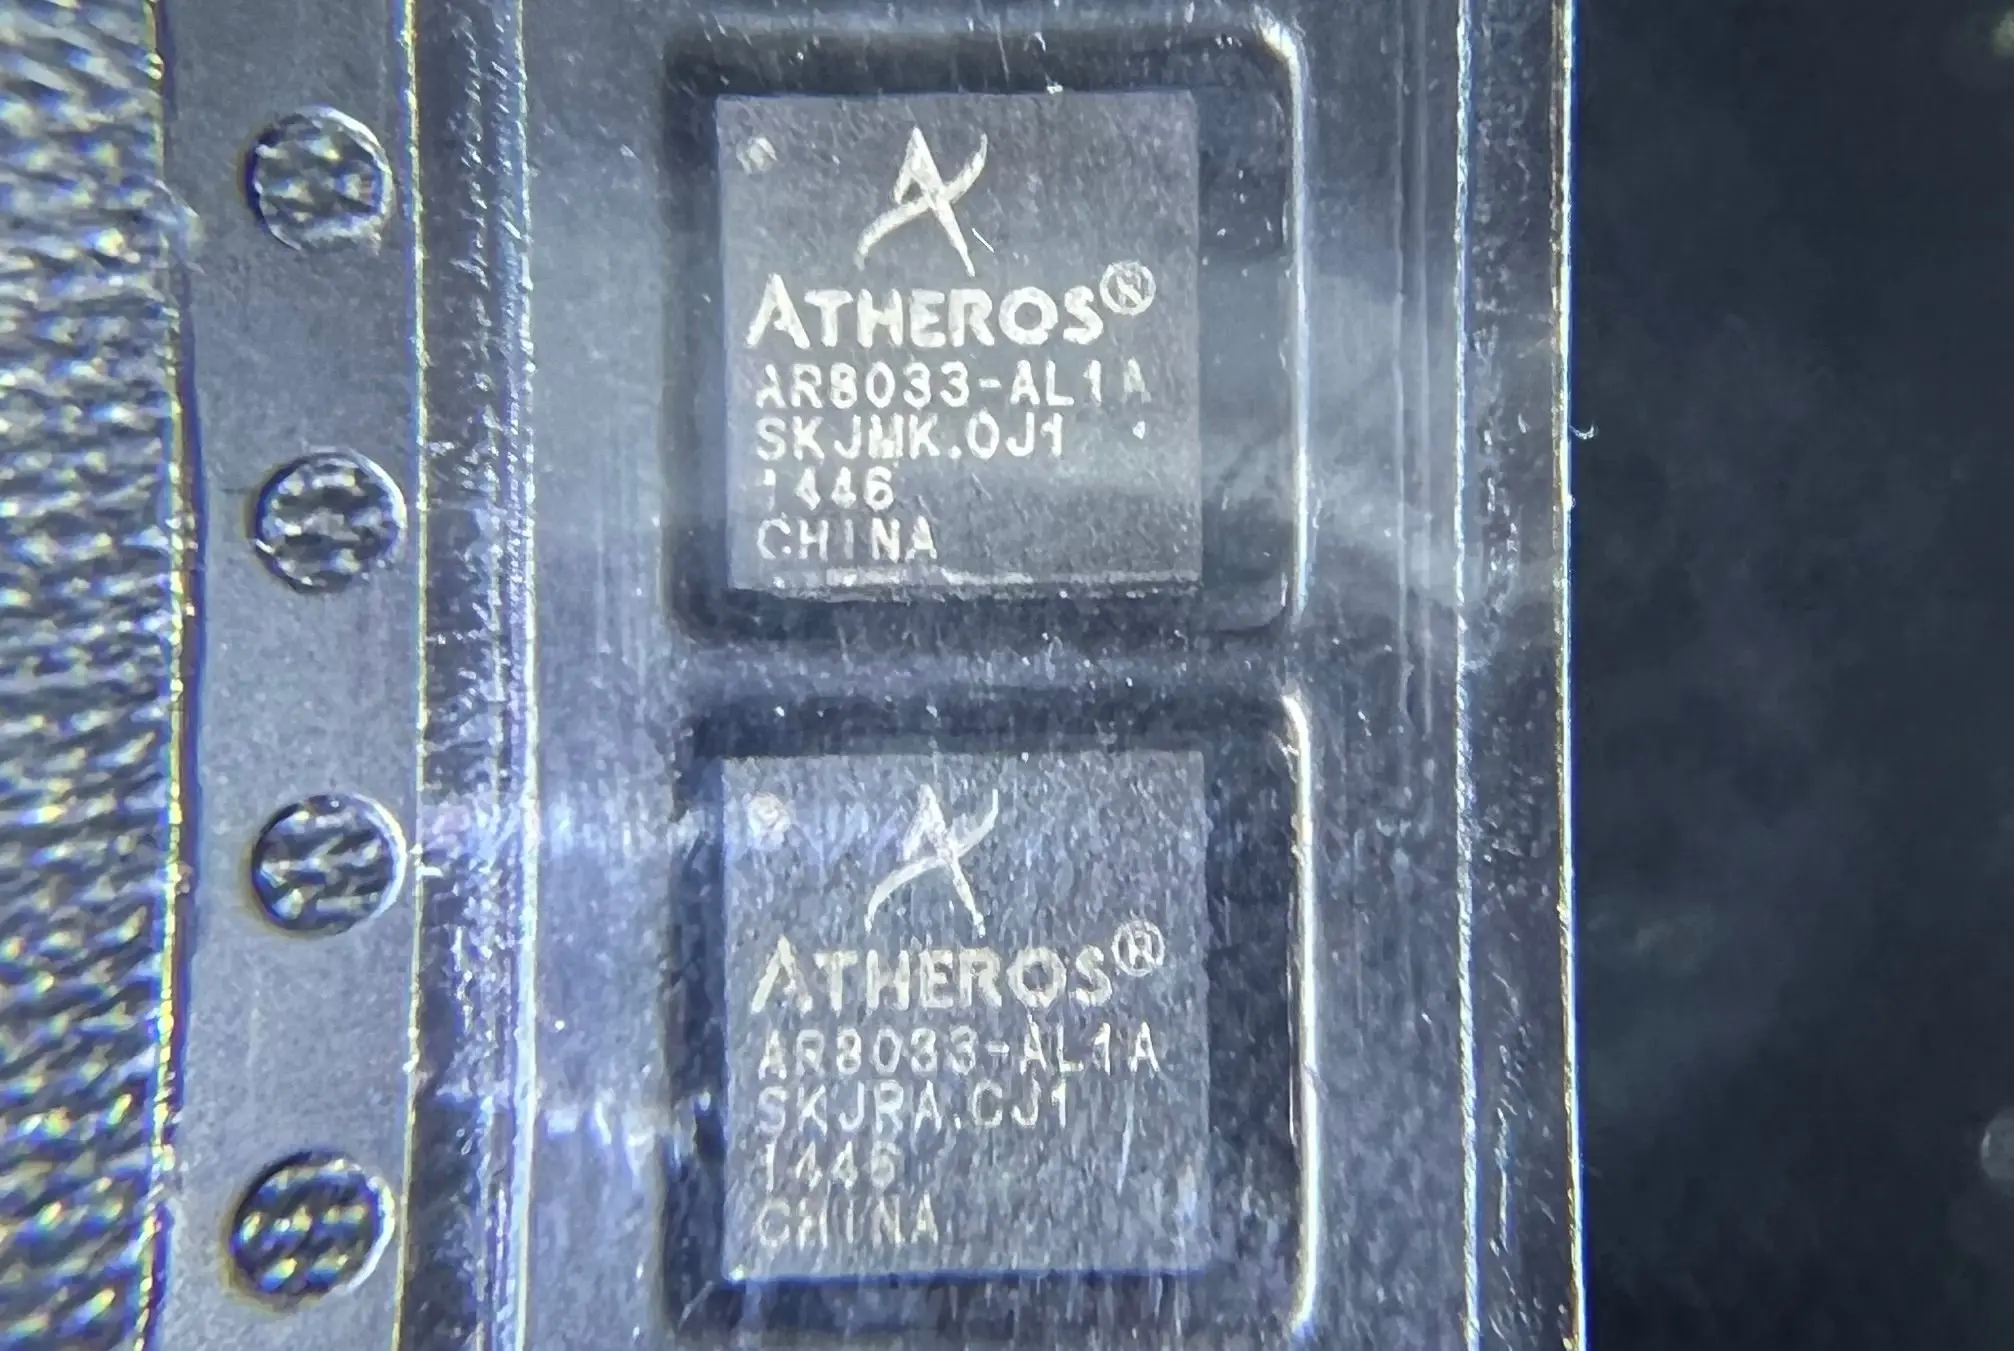 ATHEROS®
AR8033-AL1A
SKJMK.0J1
1446
CHINA
ATHEROS®
AR8033-AL1A
SKJRA.CJ1
1446
CHINA